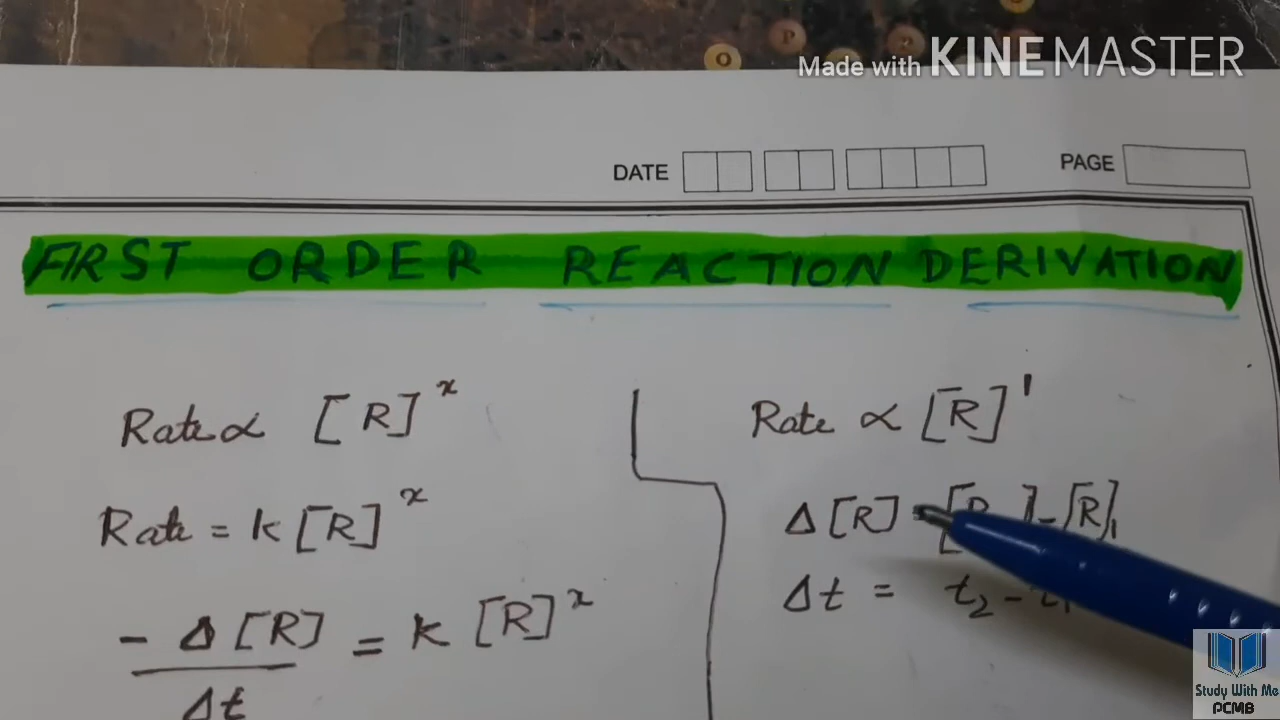 Made with KINEMASTER
DATE
PAGE
FIRST ORDER REACTION DERIVATION
Rate ∝ [R]ˣ
Rate = k [R]ˣ
- Δ [R] = k [R]ˣ
Δt
Rate ∝ [R]¹
Δ [R] = [R ] - [R]₁
Δt = t₂ - t₁
Study With Me
PCMB